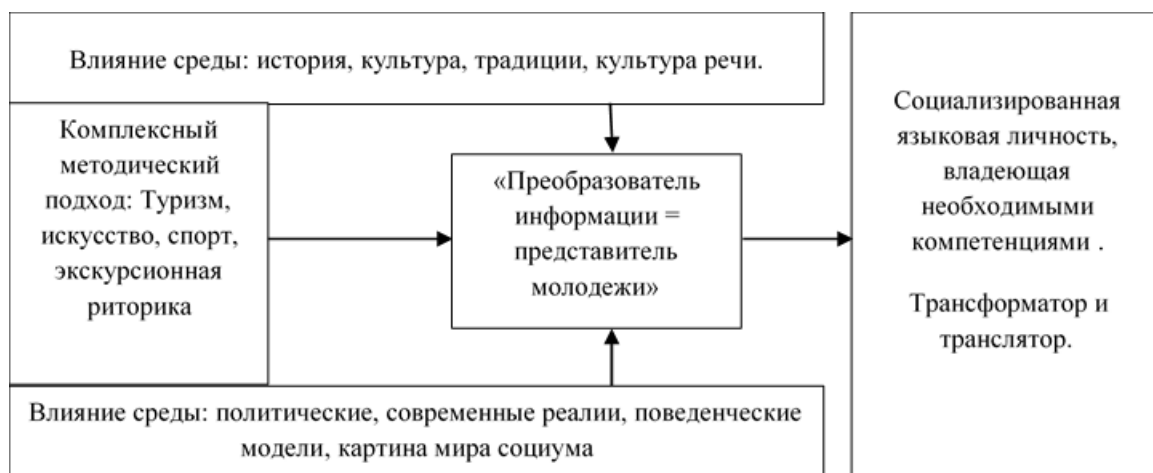 Влияние среды: история, культура, традиции, культура речи.
Комплексный
методический
подход: Туризм,
искусство, спорт,
экскурсионная
риторика
«Преобразователь
информации =
представитель
молодежи»
Влияние среды: политические, современные реалии, поведенческие
модели, картина мира социума
Социализированная
языковая личность,
владеющая
необходимыми
компетенциями .
Трансформатор и
транслятор.